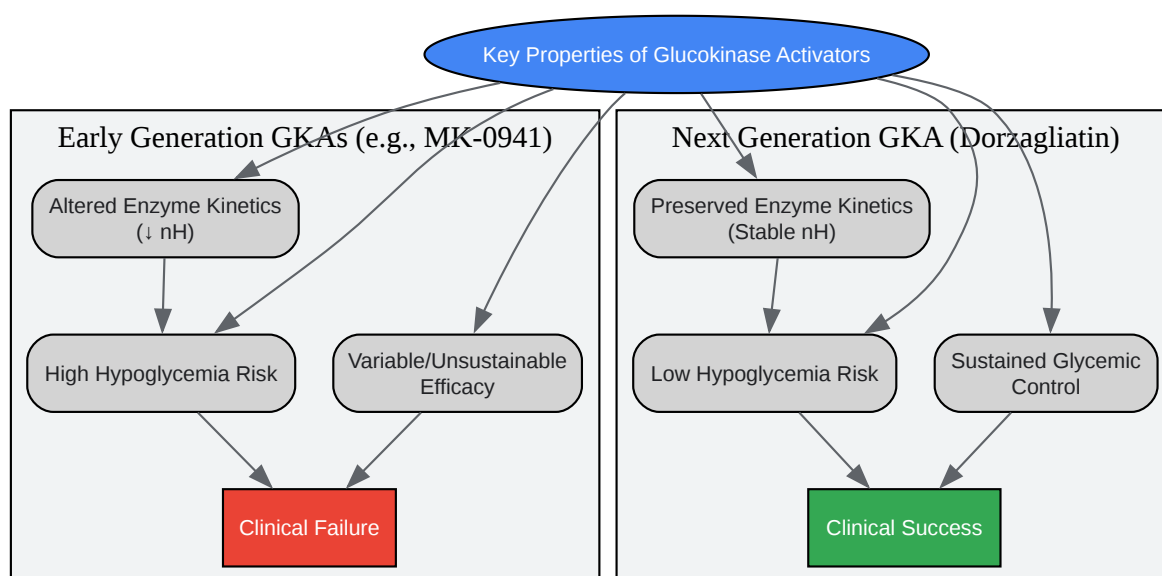 Key Properties of Glucokinase Activators
Early Generation GKAs (e.g., MK-0941)
Altered Enzyme Kinetics
(↓ nH)
High Hypoglycemia Risk
Variable/Unsustainable
Efficacy
Clinical Failure
Next Generation GKA (Dorzagliatin)
Preserved Enzyme Kinetics
(Stable nH)
Low Hypoglycemia Risk
Sustained Glycemic
Control
Clinical Success